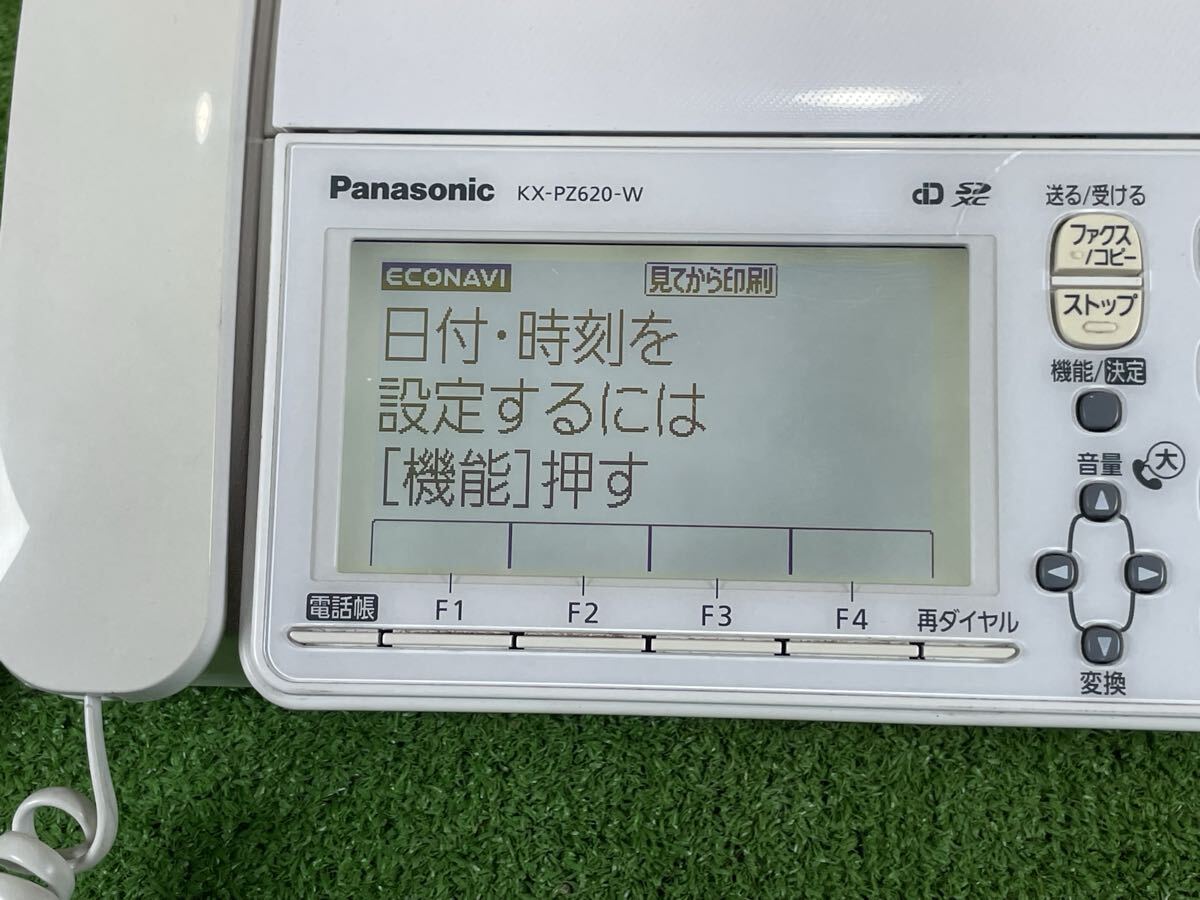 Panasonic KX-PZ620-W
SD XC
ECONAVI 見てから印刷
日付・時刻を
設定するには
[機能]押す
電話帳 F1 F2 F3 F4 再ダイヤル
送る/受ける
ファクス
/コピー
ストップ
機能/決定
音量 大
変換